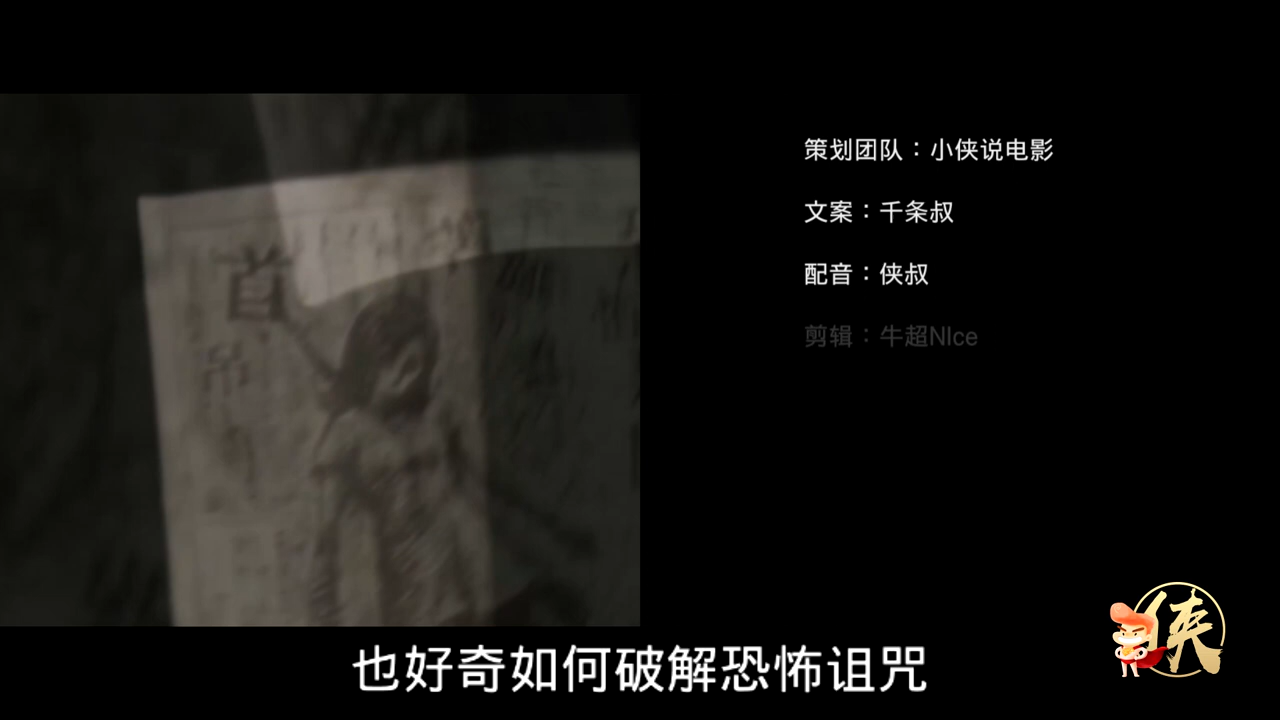 策划团队：小侠说电影
文案：千条叔
配音：侠叔
剪辑：牛超NIce
首
吊
侠
也好奇如何破解恐怖诅咒